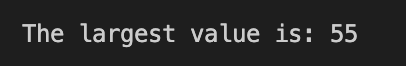 The largest value is: 55